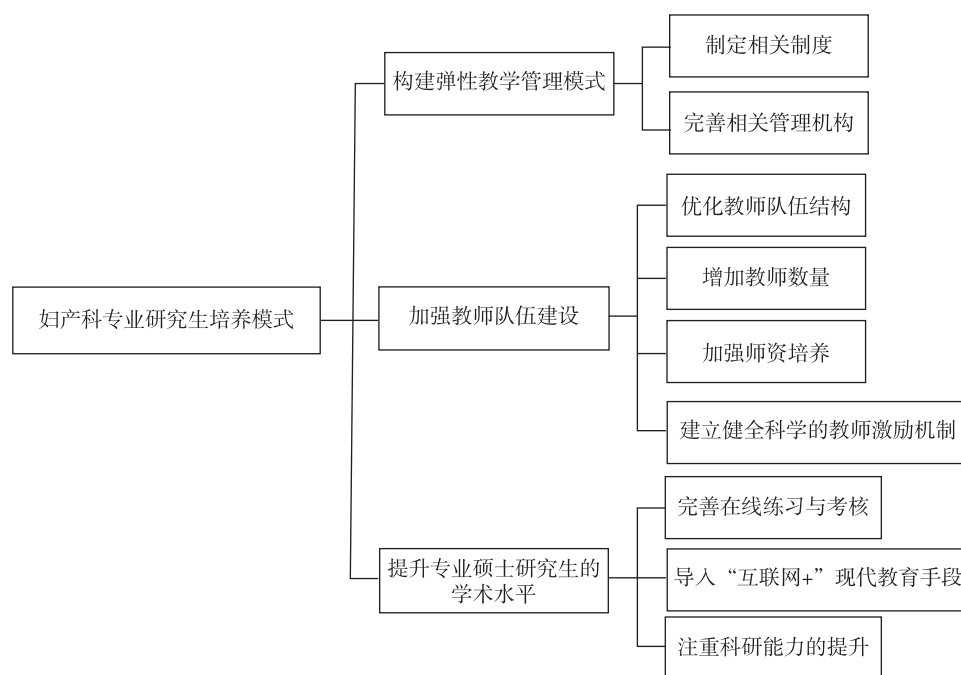 妇产科专业研究生培养模式
构建弹性教学管理模式
制定相关制度
完善相关管理机构
加强教师队伍建设
优化教师队伍结构
增加教师数量
加强师资培养
建立健全科学的教师激励机制
提升专业硕士研究生的
学术水平
完善在线练习与考核
导入“互联网+”现代教育手段
注重科研能力的提升